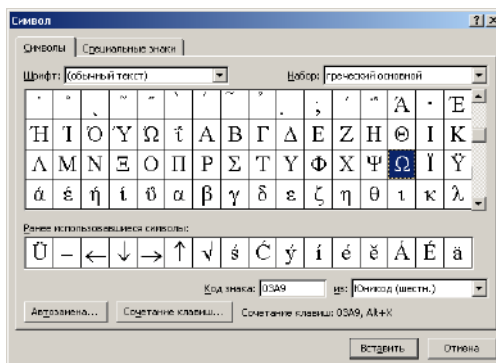 Символ
Символы Специальные знаки
Шрифт: (обычный текст) Набор: греческий основной
; Ά · Έ
Ή Ί Ό Ύ Ώ ΐ Α Β Γ Δ Ε Ζ Η Θ Ι Κ
Λ Μ Ν Ξ Ο Π Ρ Σ Τ Υ Φ Χ Ψ Ω Ϊ Ϋ
ά έ ή ί ΰ α β γ δ ε ζ η θ ι κ λ
Ранее использовавшиеся символы:
Ü – ← ↓ → ↑ √ ś Ć ý í é ě Á É ä
Код знака: 03A9 из: Юникод (шестн.)
Автозамена... Сочетание клавиш... Сочетание клавиш: 03A9, Alt+X
Вставить Отмена